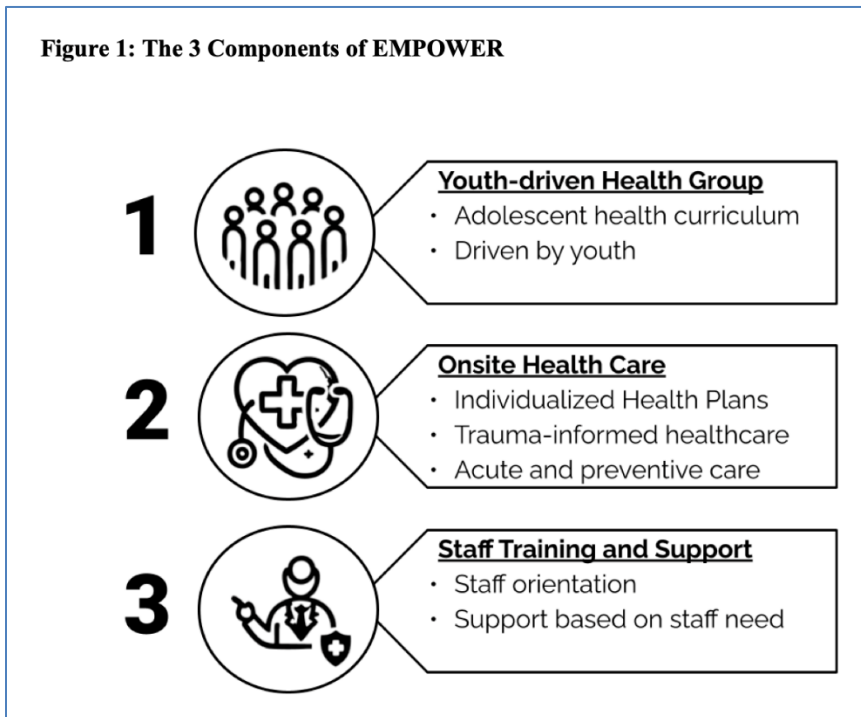 Figure 1: The 3 Components of EMPOWER
1
Youth-driven Health Group
· Adolescent health curriculum
· Driven by youth
2
Onsite Health Care
· Individualized Health Plans
· Trauma-informed healthcare
· Acute and preventive care
3
Staff Training and Support
· Staff orientation
· Support based on staff need